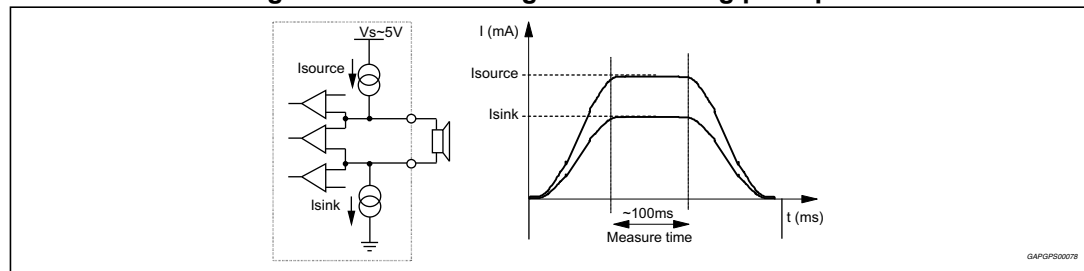 Vs~5V
Isource
Isink
I (mA)
Isource
Isink
~100ms
Measure time
t (ms)
GAPGPS00078